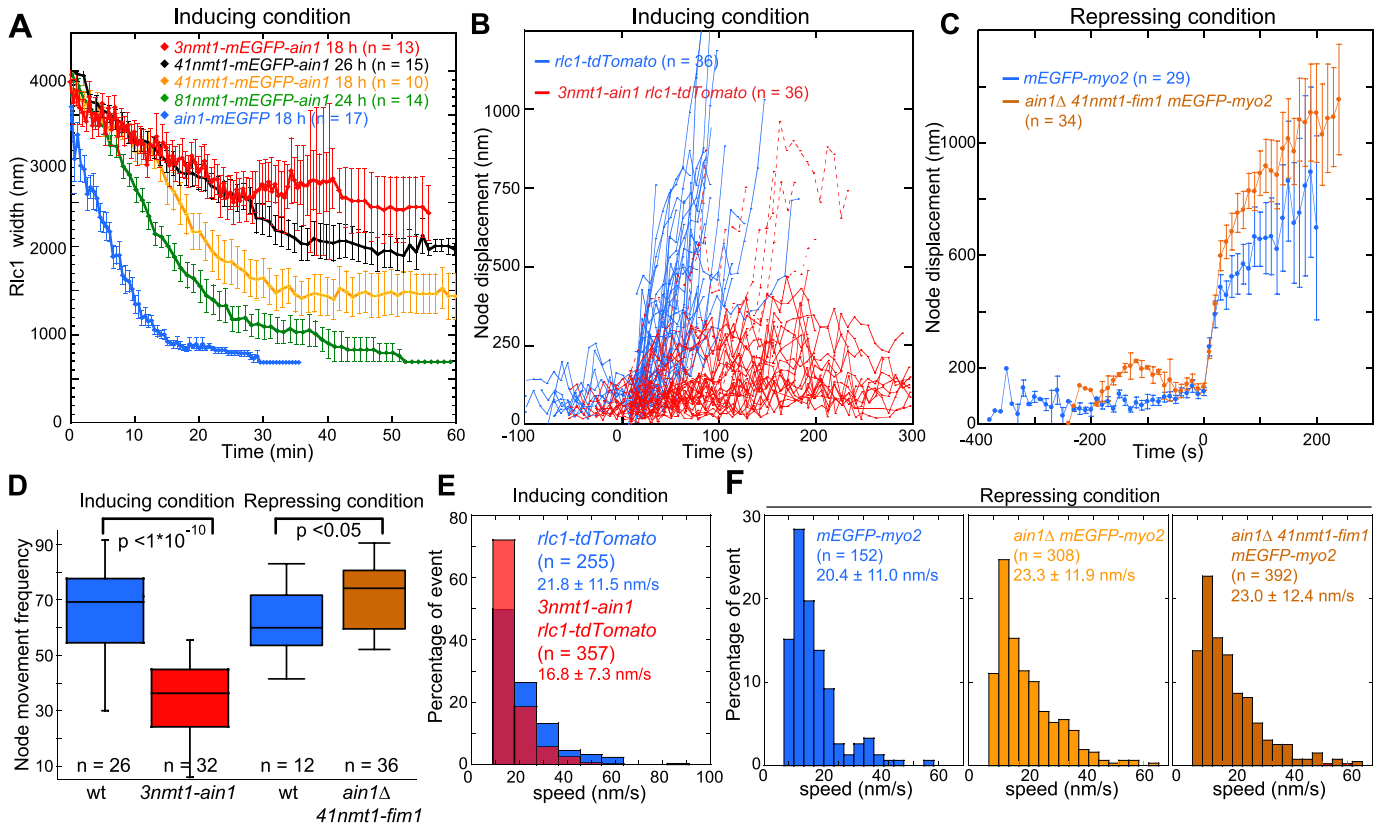 A
Inducing condition
3nmt1-mEGFP-ain1 18 h (n = 13)
41nmt1-mEGFP-ain1 26 h (n = 15)
41nmt1-mEGFP-ain1 18 h (n = 10)
81nmt1-mEGFP-ain1 24 h (n = 14)
ain1-mEGFP 18 h (n = 17)
Rlc1 width (nm)
4000
3000
2000
1000
0
0 10 20 30 40 50 60
Time (min)
B
Inducing condition
rlc1-tdTomato (n = 36)
3nmt1-ain1 rlc1-tdTomato (n = 36)
Node displacement (nm)
1000
750
500
250
0
-100 0 100 200 300
Time (s)
C
Repressing condition
mEGFP-myo2 (n = 29)
ain1Δ 41nmt1-fim1 mEGFP-myo2
(n = 34)
Node displacement (nm)
1000
600
200
0
-400 -200 0 200
Time (s)
D
Inducing condition Repressing condition
p <1*10-10 p <0.05
Node movement frequency
90
70
50
30
10
n = 26 n = 32 n = 12 n = 36
wt 3nmt1-ain1 wt ain1Δ
41nmt1-fim1
E
Inducing condition
rlc1-tdTomato
(n = 255)
21.8 ± 11.5 nm/s
3nmt1-ain1
rlc1-tdTomato
(n = 357)
16.8 ± 7.3 nm/s
Percentage of event
80
60
40
20
0
20 40 60 80 100
speed (nm/s)
F
Repressing condition
Percentage of event
30
20
10
0
mEGFP-myo2
(n = 152)
20.4 ± 11.0 nm/s
20 40 60
speed (nm/s)
ain1Δ mEGFP-myo2
(n = 308)
23.3 ± 11.9 nm/s
20 40 60
speed (nm/s)
ain1Δ 41nmt1-fim1
mEGFP-myo2
(n = 392)
23.0 ± 12.4 nm/s
20 40 60
speed (nm/s)